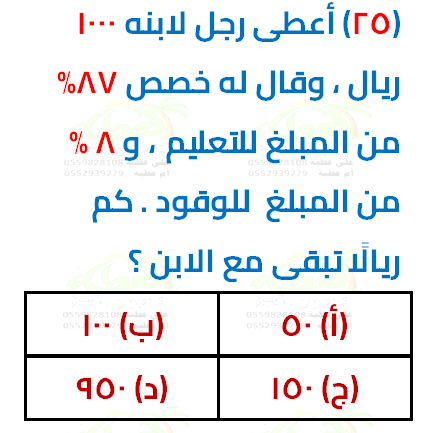 (٢٥) أعطى رجل لابنه ١٠٠٠
ريال ، وقال له خصص ٨٧%
من المبلغ للتعليم ، و ٨ %
من المبلغ للوقود . كم
ريالًا تبقى مع الابن ؟
(أ) ٥٠
(ب) ١٠٠
(ج) ١٥٠
(د) ٩٥٠